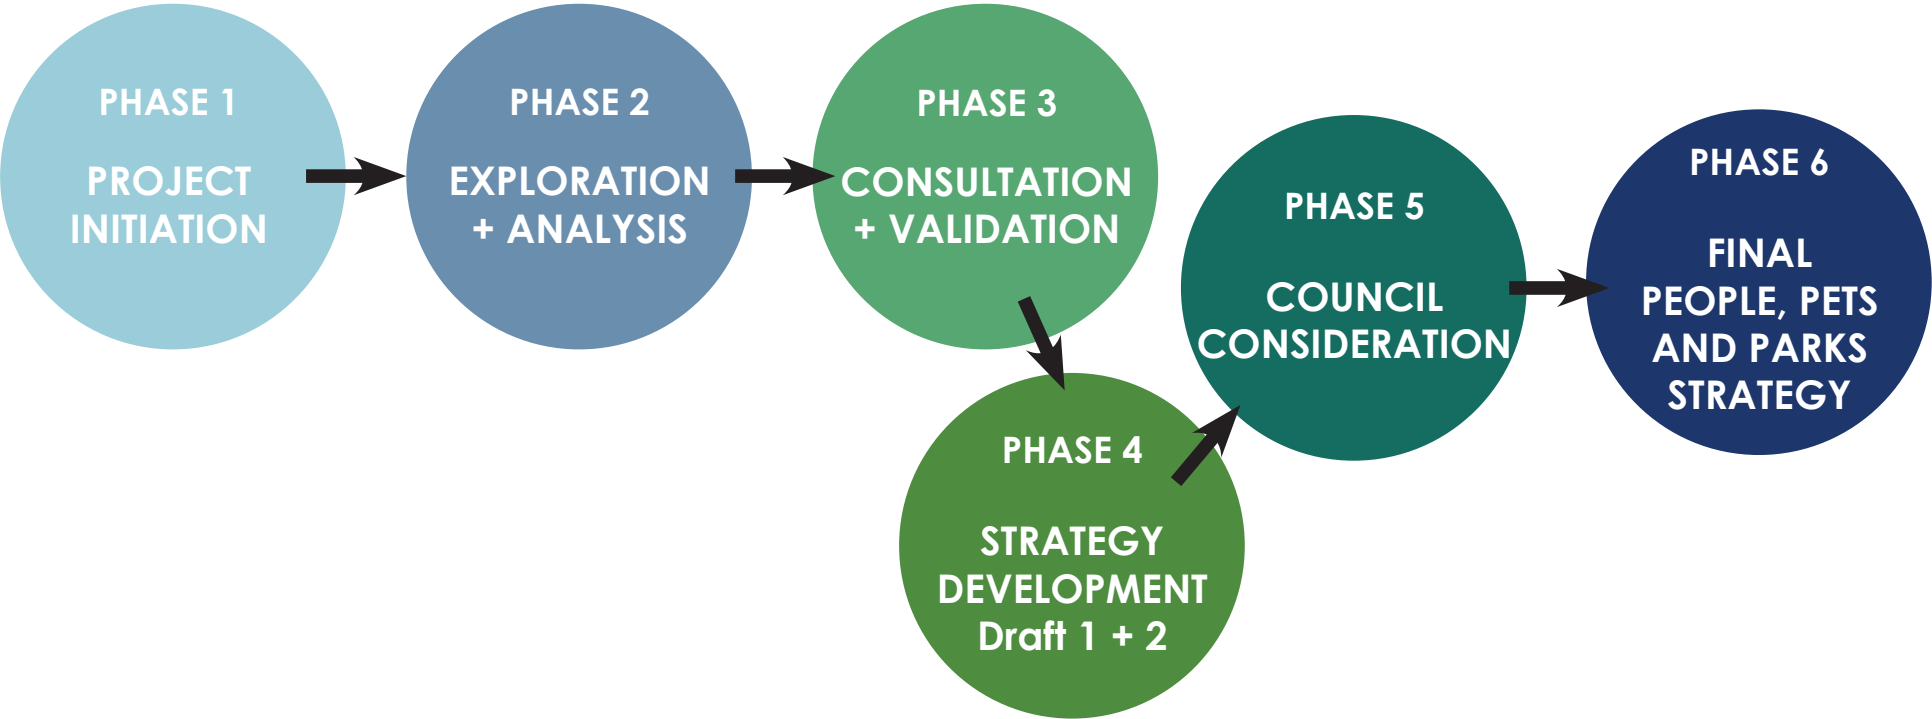 PHASE 1
PROJECT
INITIATION
PHASE 2
EXPLORATION
+ ANALYSIS
PHASE 3
CONSULTATION
+ VALIDATION
PHASE 4
STRATEGY
DEVELOPMENT
Draft 1 + 2
PHASE 5
COUNCIL
CONSIDERATION
PHASE 6
FINAL
PEOPLE, PETS
AND PARKS
STRATEGY